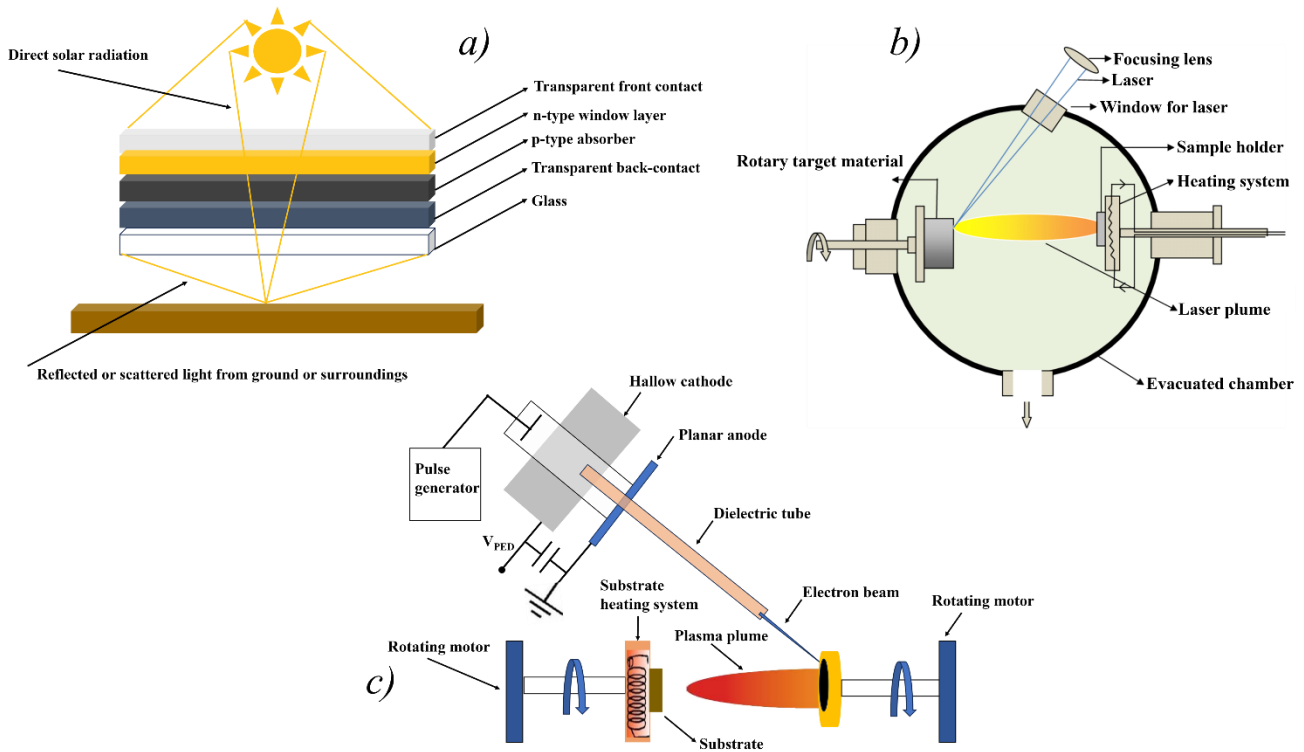 a)
Direct solar radiation
Transparent front contact
n-type window layer
p-type absorber
Transparent back-contact
Glass
Reflected or scattered light from ground or surroundings
b)
Focusing lens
Laser
Window for laser
Rotary target material
Sample holder
Heating system
Laser plume
Evacuated chamber
Hallow cathode
Planar anode
Pulse
generator
Dielectric tube
VPED
Substrate
heating system
Electron beam
Rotating motor
Plasma plume
Rotating motor
c)
Substrate